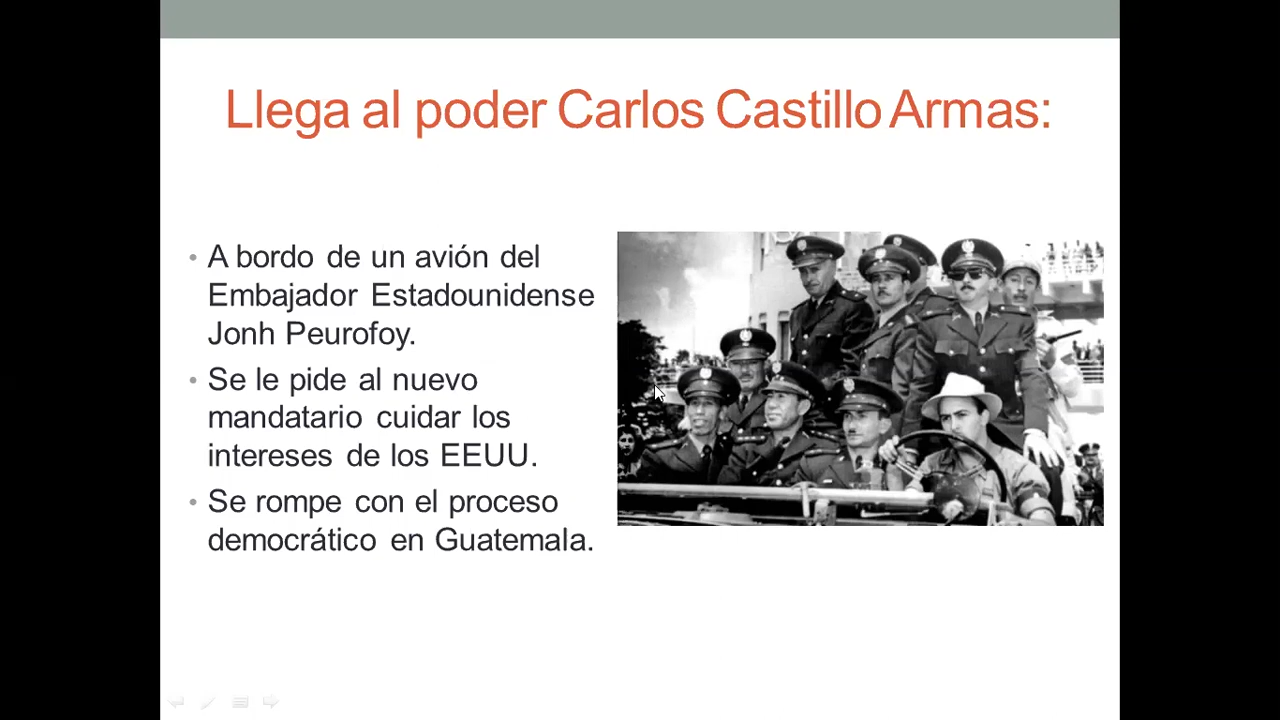 Llega al poder Carlos Castillo Armas:
• A bordo de un avión del
Embajador Estadounidense
Jonh Peurofoy.
• Se le pide al nuevo
mandatario cuidar los
intereses de los EEUU.
• Se rompe con el proceso
democrático en Guatemala.